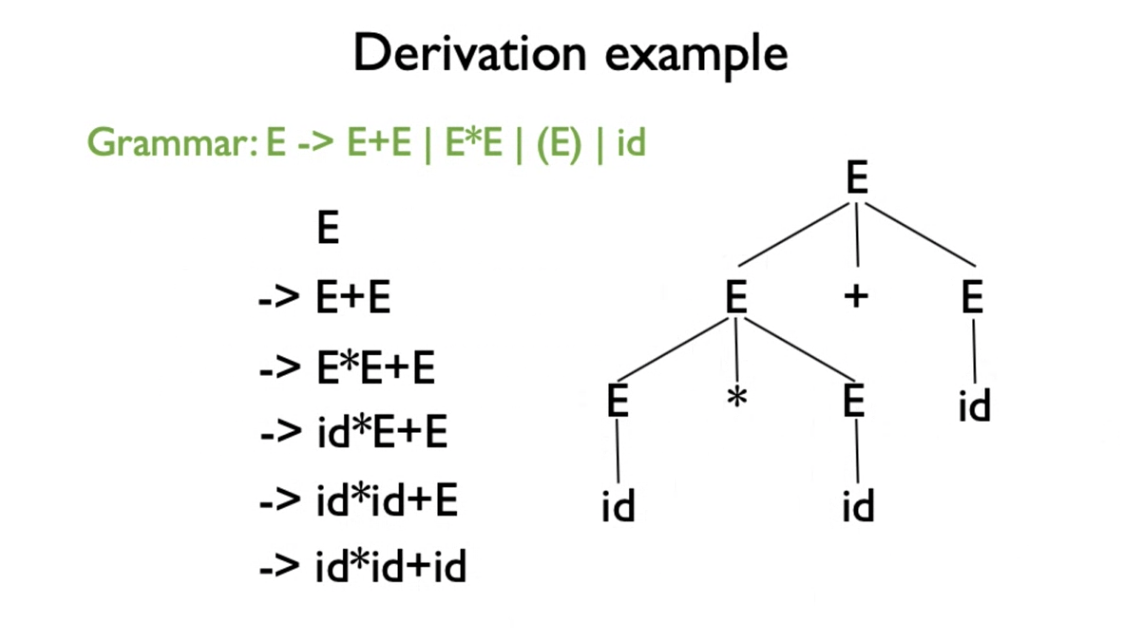 Derivation example
Grammar: E -> E+E | E*E | (E) | id
E
-> E+E
-> E*E+E
-> id*E+E
-> id*id+E
-> id*id+id
E
E + E
E * E id
id id